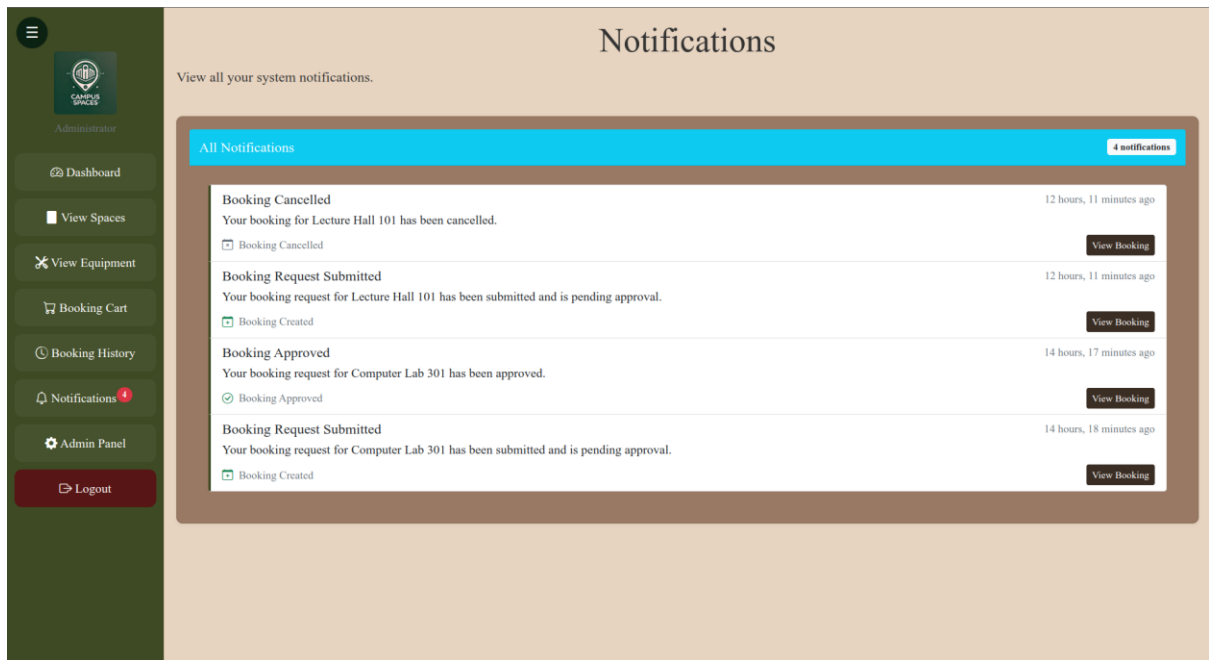 CAMPUS
SPACES
Administrator
Dashboard
View Spaces
View Equipment
Booking Cart
Booking History
Notifications 4
Admin Panel
Logout
Notifications
View all your system notifications.
All Notifications 4 notifications
Booking Cancelled 12 hours, 11 minutes ago
Your booking for Lecture Hall 101 has been cancelled.
Booking Cancelled View Booking
Booking Request Submitted 12 hours, 11 minutes ago
Your booking request for Lecture Hall 101 has been submitted and is pending approval.
Booking Created View Booking
Booking Approved 14 hours, 17 minutes ago
Your booking request for Computer Lab 301 has been approved.
Booking Approved View Booking
Booking Request Submitted 14 hours, 18 minutes ago
Your booking request for Computer Lab 301 has been submitted and is pending approval.
Booking Created View Booking